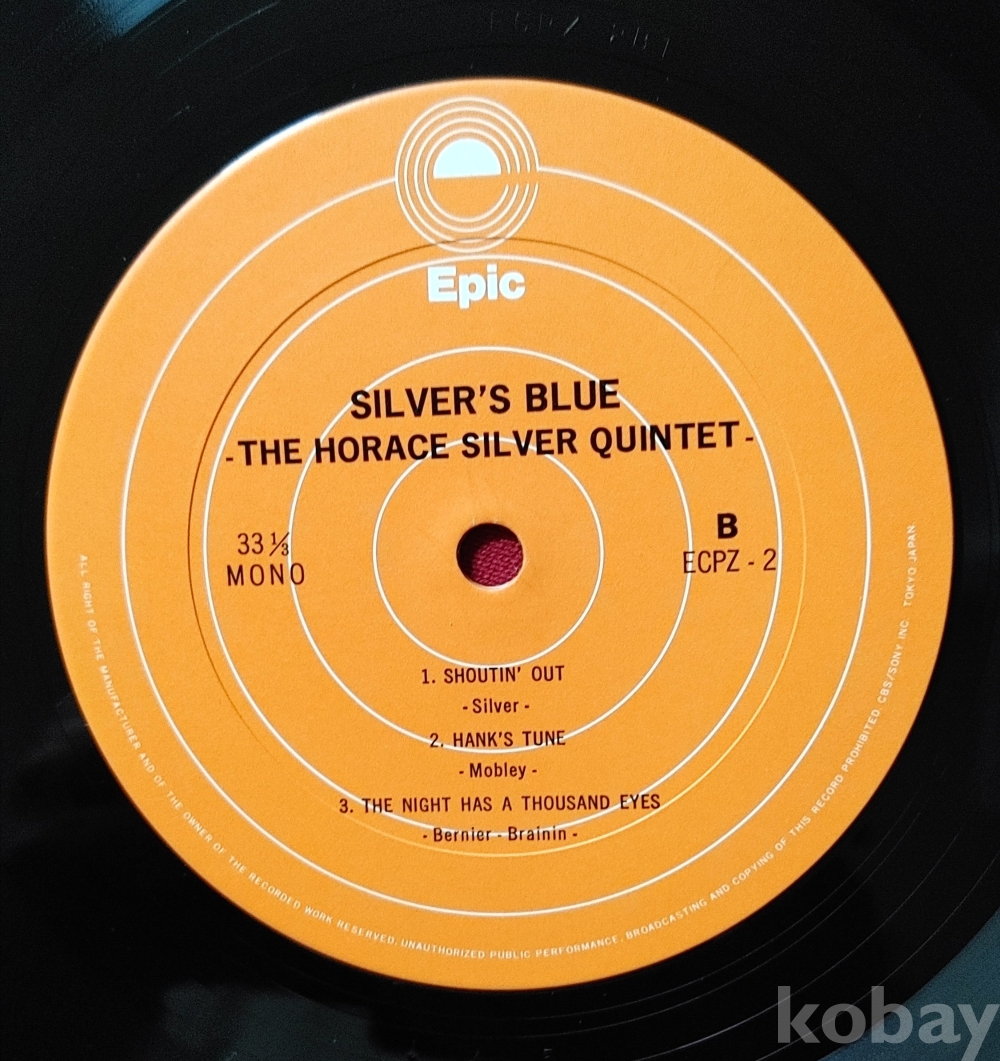 Epic
SILVER'S BLUE
-THE HORACE SILVER QUINTET-
33 ⅓
MONO
B
ECPZ - 2
1. SHOUTIN' OUT
- Silver -
2. HANK'S TUNE
- Mobley -
3. THE NIGHT HAS A THOUSAND EYES
- Bernier - Brainin -
ALL RIGHT OF THE MANUFACTURER AND OF THE OWNER OF THE RECORDED WORK RESERVED. UNAUTHORIZED PUBLIC PERFORMANCE. BROADCASTING AND COPYING OF THIS RECORD PROHIBITED. CBS/SONY INC. TOKYO JAPAN.
kobay